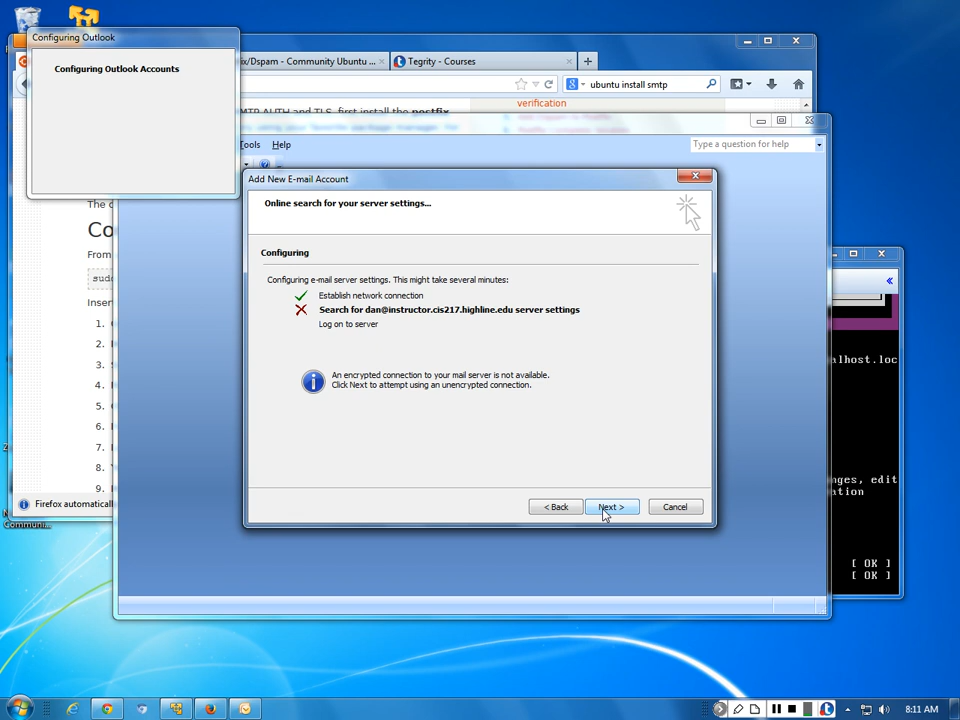 Configuring Outlook
Configuring Outlook Accounts
ix/Dspam - Community Ubuntu ...
Tegrity - Courses
ubuntu install smtp
verification
MTP AUTH and TLS, first install the postfix
Tools Help
Type a question for help
Add New E-mail Account
Online search for your server settings...
Configuring
Configuring e-mail server settings. This might take several minutes:
Establish network connection
Search for dan@instructor.cis217.highline.edu server settings
Log on to server
An encrypted connection to your mail server is not available.
Click Next to attempt using an unencrypted connection.
< Back
Next >
Cancel
The c
Co
From
sudo
Inser
1.
2.
3.
4.
5.
6.
7.
8.
9.
Firefox automaticall
Communi...
alhost.loc
nges, edit
ation
[ OK ]
[ OK ]
8:11 AM